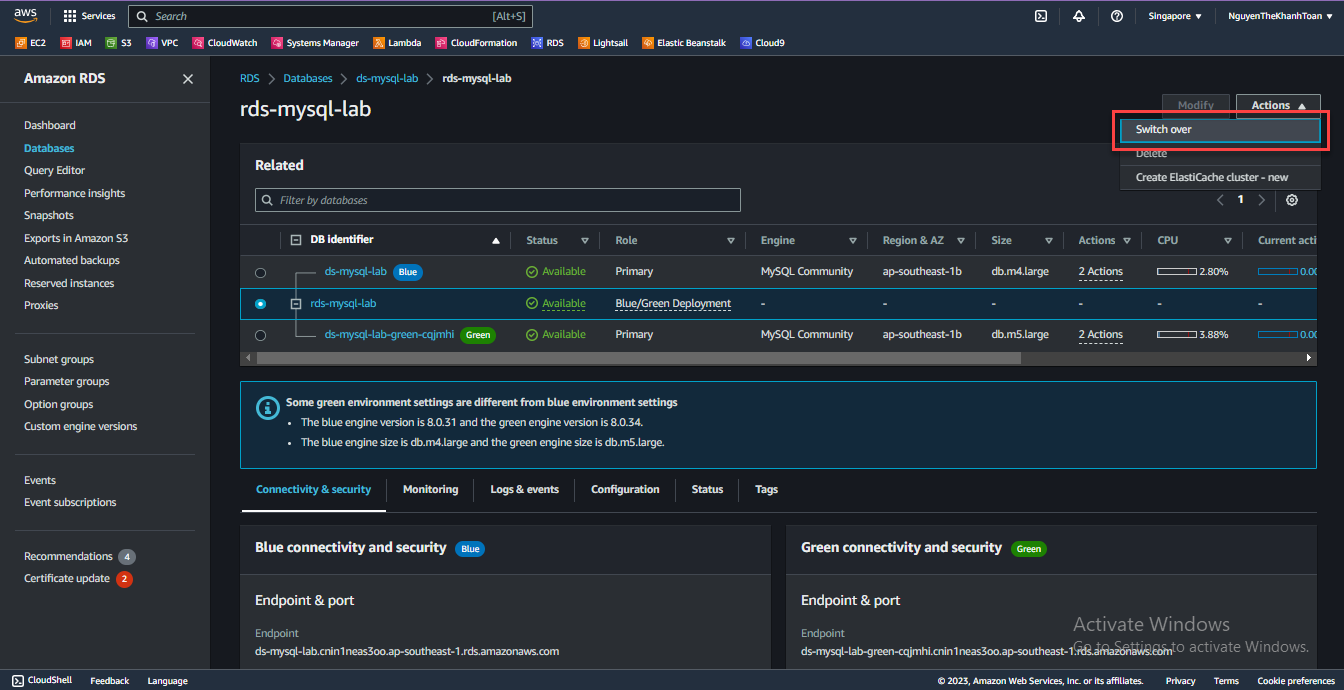 aws Services Search [Alt+S] Singapore ▼ NguyenTheKhanhToan ▼
EC2 IAM S3 VPC CloudWatch Systems Manager Lambda CloudFormation RDS Lightsail Elastic Beanstalk Cloud9
Amazon RDS
Dashboard
Databases
Query Editor
Performance insights
Snapshots
Exports in Amazon S3
Automated backups
Reserved instances
Proxies
Subnet groups
Parameter groups
Option groups
Custom engine versions
Events
Event subscriptions
Recommendations 4
Certificate update 2
RDS > Databases > ds-mysql-lab > rds-mysql-lab
rds-mysql-lab
Modify Actions ▲
Switch over
Delete
Create ElastiCache cluster - new
Related
Filter by databases
1
DB identifier Status Role Engine Region & AZ Size Actions CPU Current acti
ds-mysql-lab Blue Available Primary MySQL Community ap-southeast-1b db.m4.large 2 Actions 2.80% 0.00
rds-mysql-lab Available Blue/Green Deployment - - - - - -
ds-mysql-lab-green-cqjmhi Green Available Primary MySQL Community ap-southeast-1b db.m5.large 2 Actions 3.88% 0.00
Some green environment settings are different from blue environment settings
• The blue engine version is 8.0.31 and the green engine version is 8.0.34.
• The blue engine size is db.m4.large and the green engine size is db.m5.large.
Connectivity & security Monitoring Logs & events Configuration Status Tags
Blue connectivity and security Blue
Endpoint & port
Endpoint
ds-mysql-lab.cnin1neas3oo.ap-southeast-1.rds.amazonaws.com
Green connectivity and security Green
Endpoint & port
Endpoint
ds-mysql-lab-green-cqjmhi.cnin1neas3oo.ap-southeast-1.rds.amazonaws.com
Activate Windows
Go to Settings to activate Windows.
CloudShell Feedback Language © 2023, Amazon Web Services, Inc. or its affiliates. Privacy Terms Cookie preferences